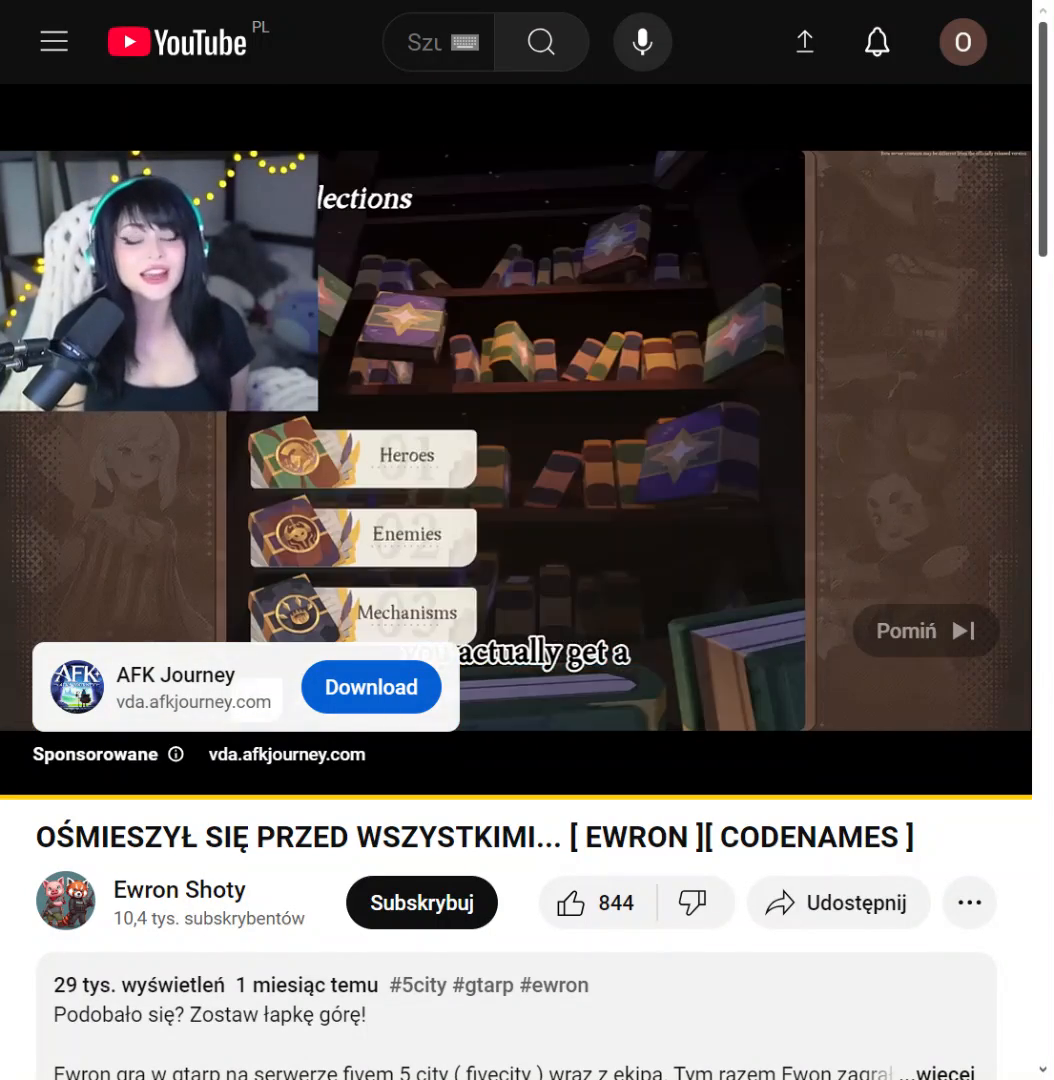 YouTube PL
Szu
O
lections
Heroes
Enemies
Mechanisms
you actually get a
Pomiń
AFK
AFK Journey
vda.afkjourney.com
Download
Sponsorowane vda.afkjourney.com
OŚMIESZYŁ SIĘ PRZED WSZYSTKIMI... [ EWRON ][ CODENAMES ]
Ewron Shoty
10,4 tys. subskrybentów
Subskrybuj
844
Udostępnij
29 tys. wyświetleń 1 miesiąc temu #5city #gtarp #ewron
Podobało się? Zostaw łapkę górę!
Ewron gra w gtarp na serwerze fivem 5 city ( fivecity ) wraz z ekipą. Tym razem Ewon zagrał ...więcej